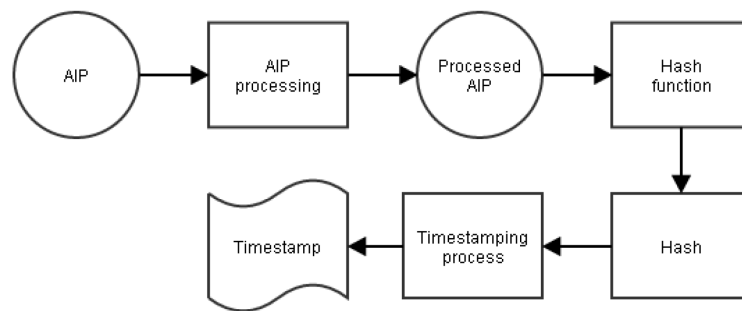 AIP
AIP
processing
Processed
AIP
Hash
function
Timestamp
Timestamping
process
Hash